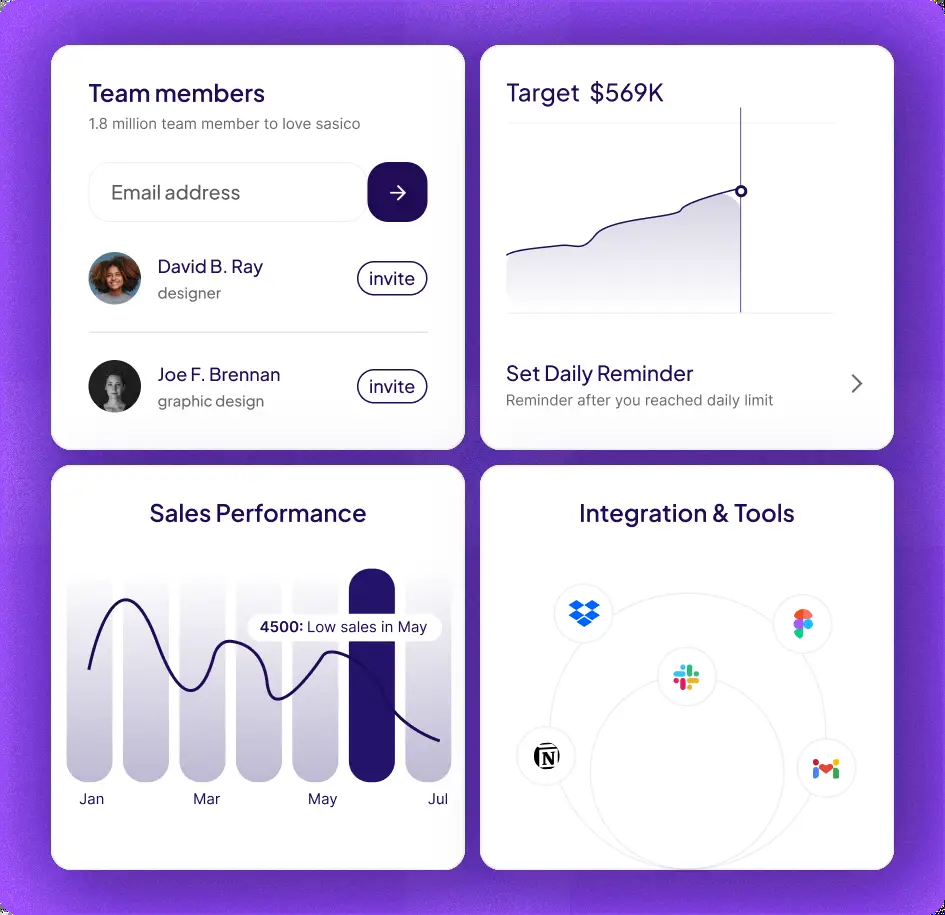 Team members
1.8 million team member to love sasico
Email address
David B. Ray
designer
invite
Joe F. Brennan
graphic design
invite
Target $569K
Set Daily Reminder
Reminder after you reached daily limit
Sales Performance
4500: Low sales in May
Jan Mar May Jul
Integration & Tools
N